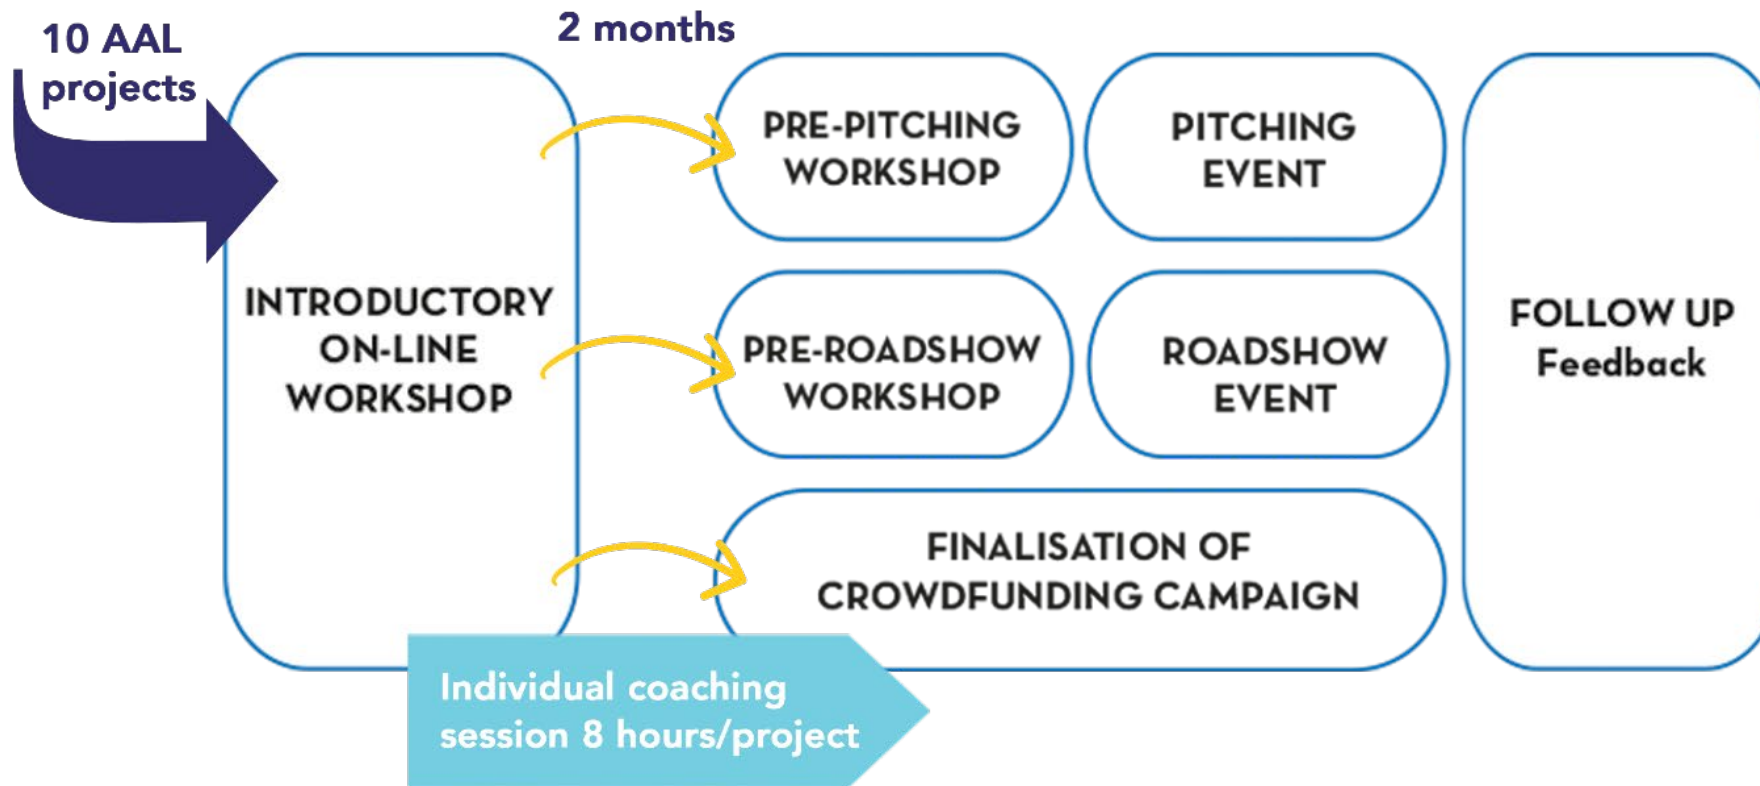 10 AAL
projects
2 months
INTRODUCTORY
ON-LINE
WORKSHOP
PRE-PITCHING
WORKSHOP
PITCHING
EVENT
PRE-ROADSHOW
WORKSHOP
ROADSHOW
EVENT
FINALISATION OF
CROWDFUNDING CAMPAIGN
FOLLOW UP
Feedback
Individual coaching
session 8 hours/project